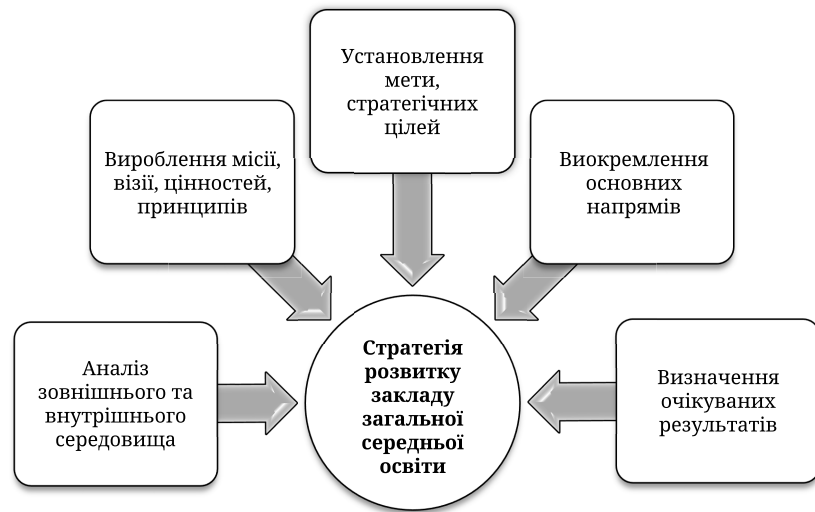 Установлення
мети,
стратегічних
цілей
Вироблення місії,
візії, цінностей,
принципів
Виокремлення
основних
напрямів
Аналіз
зовнішнього та
внутрішнього
середовища
Стратегія
розвитку
закладу
загальної
середньої
освіти
Визначення
очікуваних
результатів